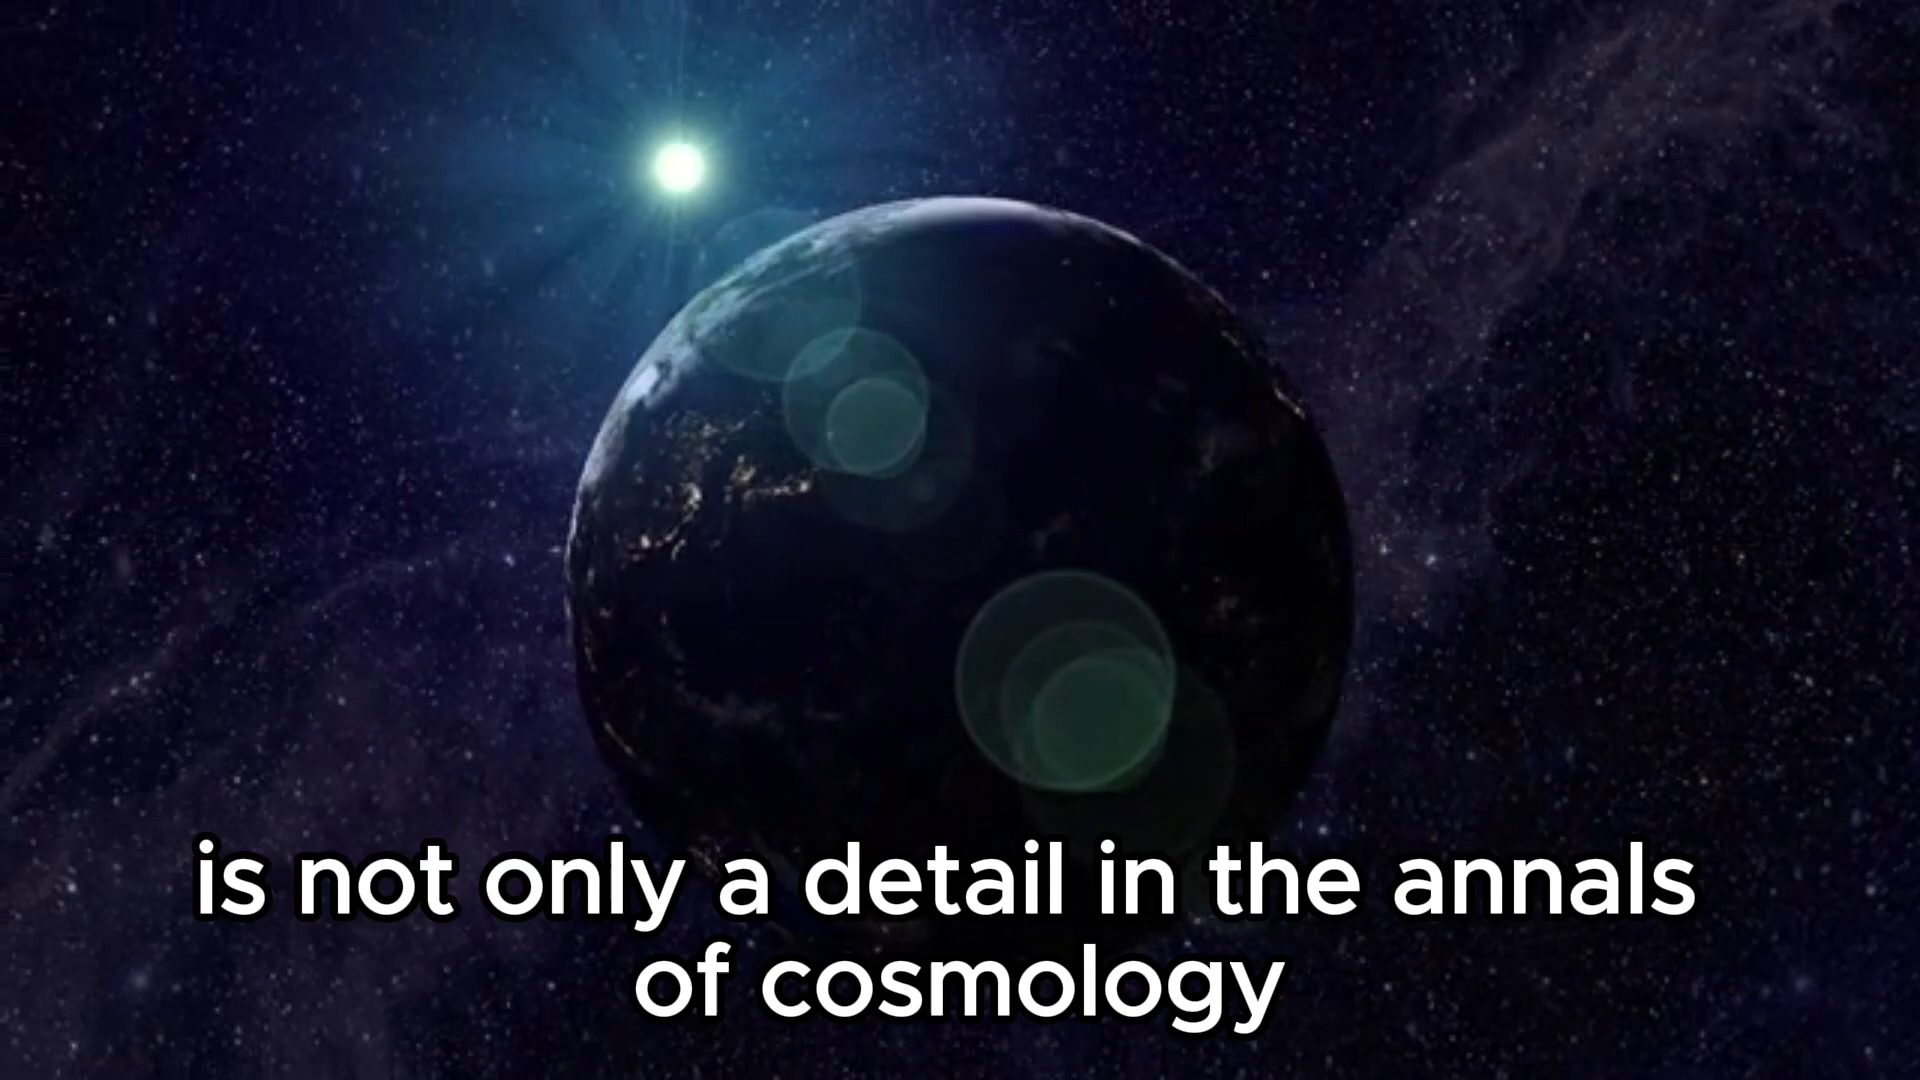 is not only a detail in the annals
of cosmology